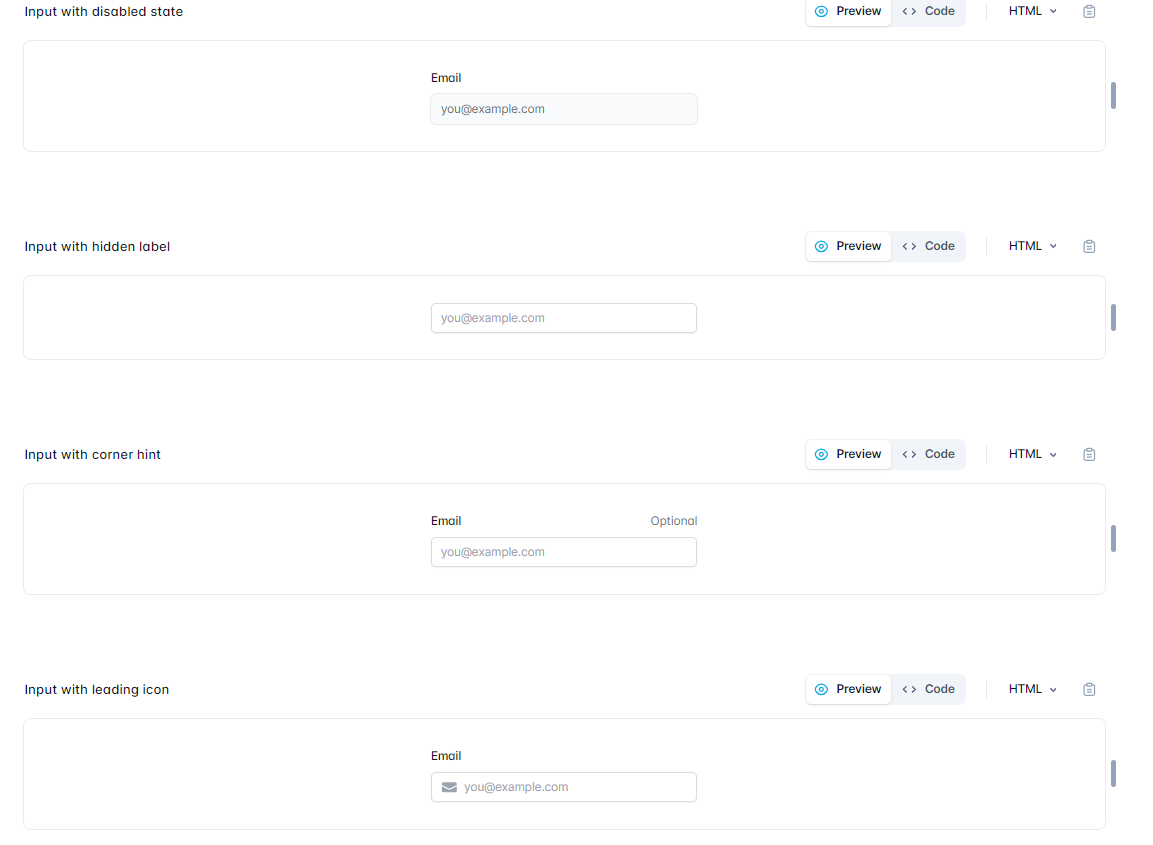 Input with disabled state Preview Code HTML
Email
you@example.com
Input with hidden label Preview Code HTML
you@example.com
Input with corner hint Preview Code HTML
Email Optional
you@example.com
Input with leading icon Preview Code HTML
Email
you@example.com